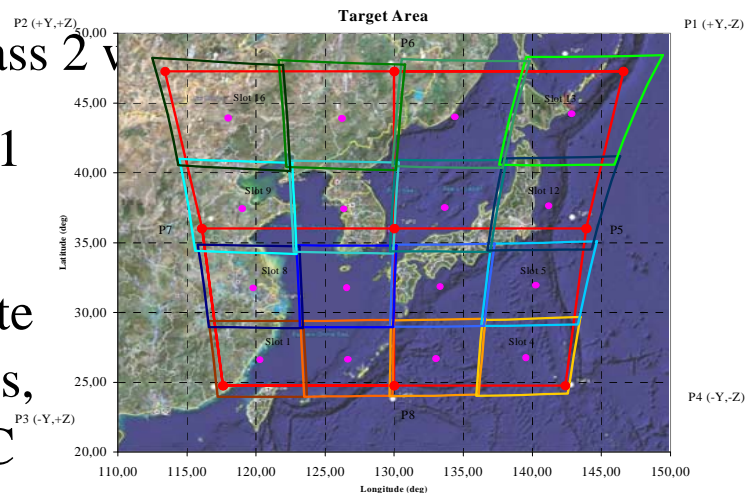 Target Area
P2 (+Y,+Z)
P1 (+Y,-Z)
ass 2 w
50,00
P6
45,00
Slot 16
Slot 13
1
40,00
Slot 9
Slot 12
P7
P5
35,00
Latitude (deg)
Slot 8
Slot 5
30,00
te
Slot 1
Slot 4
25,00
s,
P4 (-Y,-Z)
P3 (-Y,+Z)
P8
C
20,00
110,00 115,00 120,00 125,00 130,00 135,00 140,00 145,00 150,00
Longitude (deg)